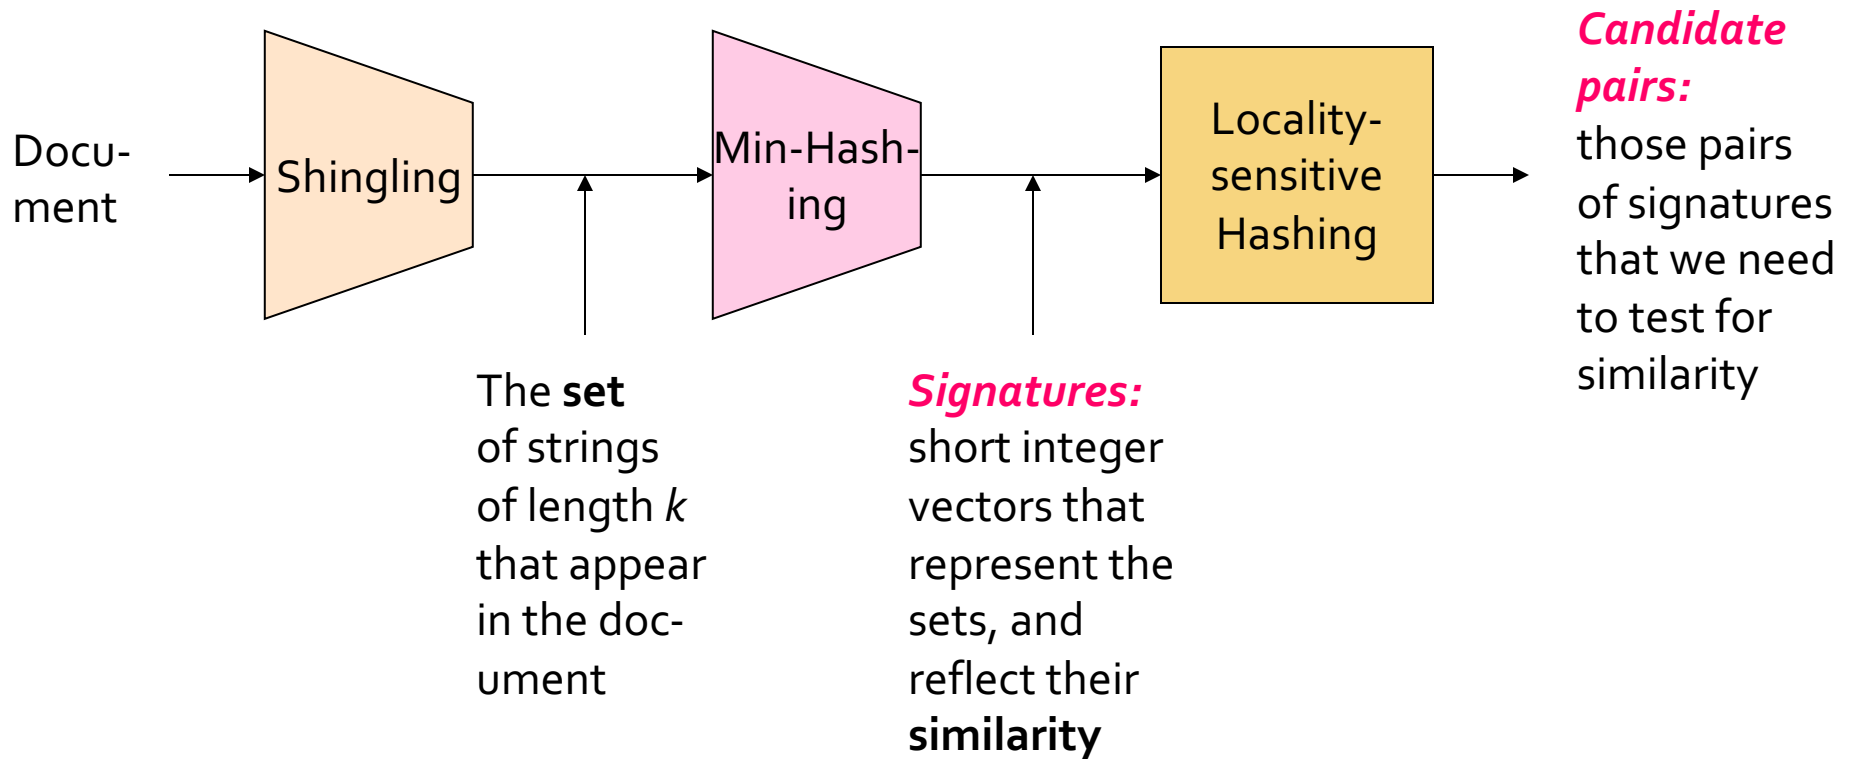 Docu-
ment
Shingling
Min-Hash-
ing
Locality-
sensitive
Hashing
Candidate
pairs:
those pairs
of signatures
that we need
to test for
similarity
The set
of strings
of length k
that appear
in the doc-
ument
Signatures:
short integer
vectors that
represent the
sets, and
reflect their
similarity